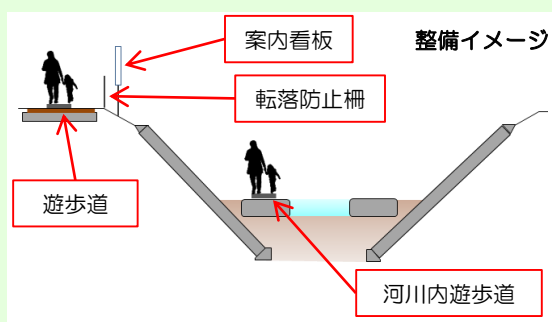 整備イメージ
案内看板
転落防止柵
遊歩道
河川内遊歩道